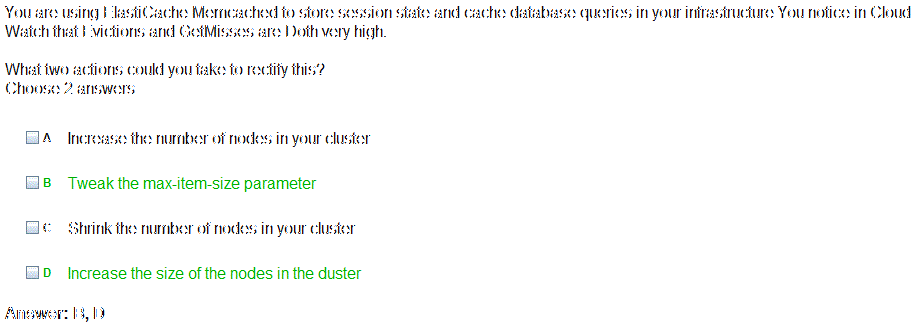 You are using ElastiCache Memcached to store session state and cache database queries in your infrastructure You notice in Cloud
Watch that Evictions and GetMisses are Doth very high.
What two actions could you take to rectify this?
Choose 2 answers
A Increase the number of nodes in your cluster
B Tweak the max-item-size parameter
C Shrink the number of nodes in your cluster
D Increase the size of the nodes in the duster
Answer: B, D